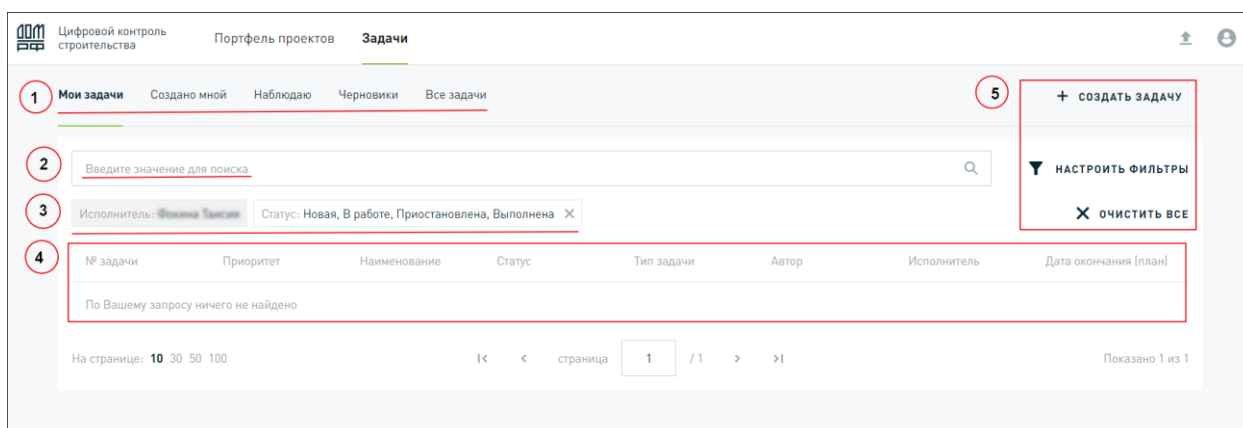 ДОМ РФ
Цифровой контроль строительства
Портфель проектов Задачи
1 Мои задачи Создано мной Наблюдаю Черновики Все задачи 5 + СОЗДАТЬ ЗАДАЧУ
2 Введите значение для поиска НАСТРОИТЬ ФИЛЬТРЫ
3 Исполнитель: Статус: Новая, В работе, Приостановлена, Выполнена × × ОЧИСТИТЬ ВСЕ
4 № задачи Приоритет Наименование Статус Тип задачи Автор Исполнитель Дата окончания (план)
По Вашему запросу ничего не найдено
На странице: 10 30 50 100 |< < страница 1 / 1 > >| Показано 1 из 1